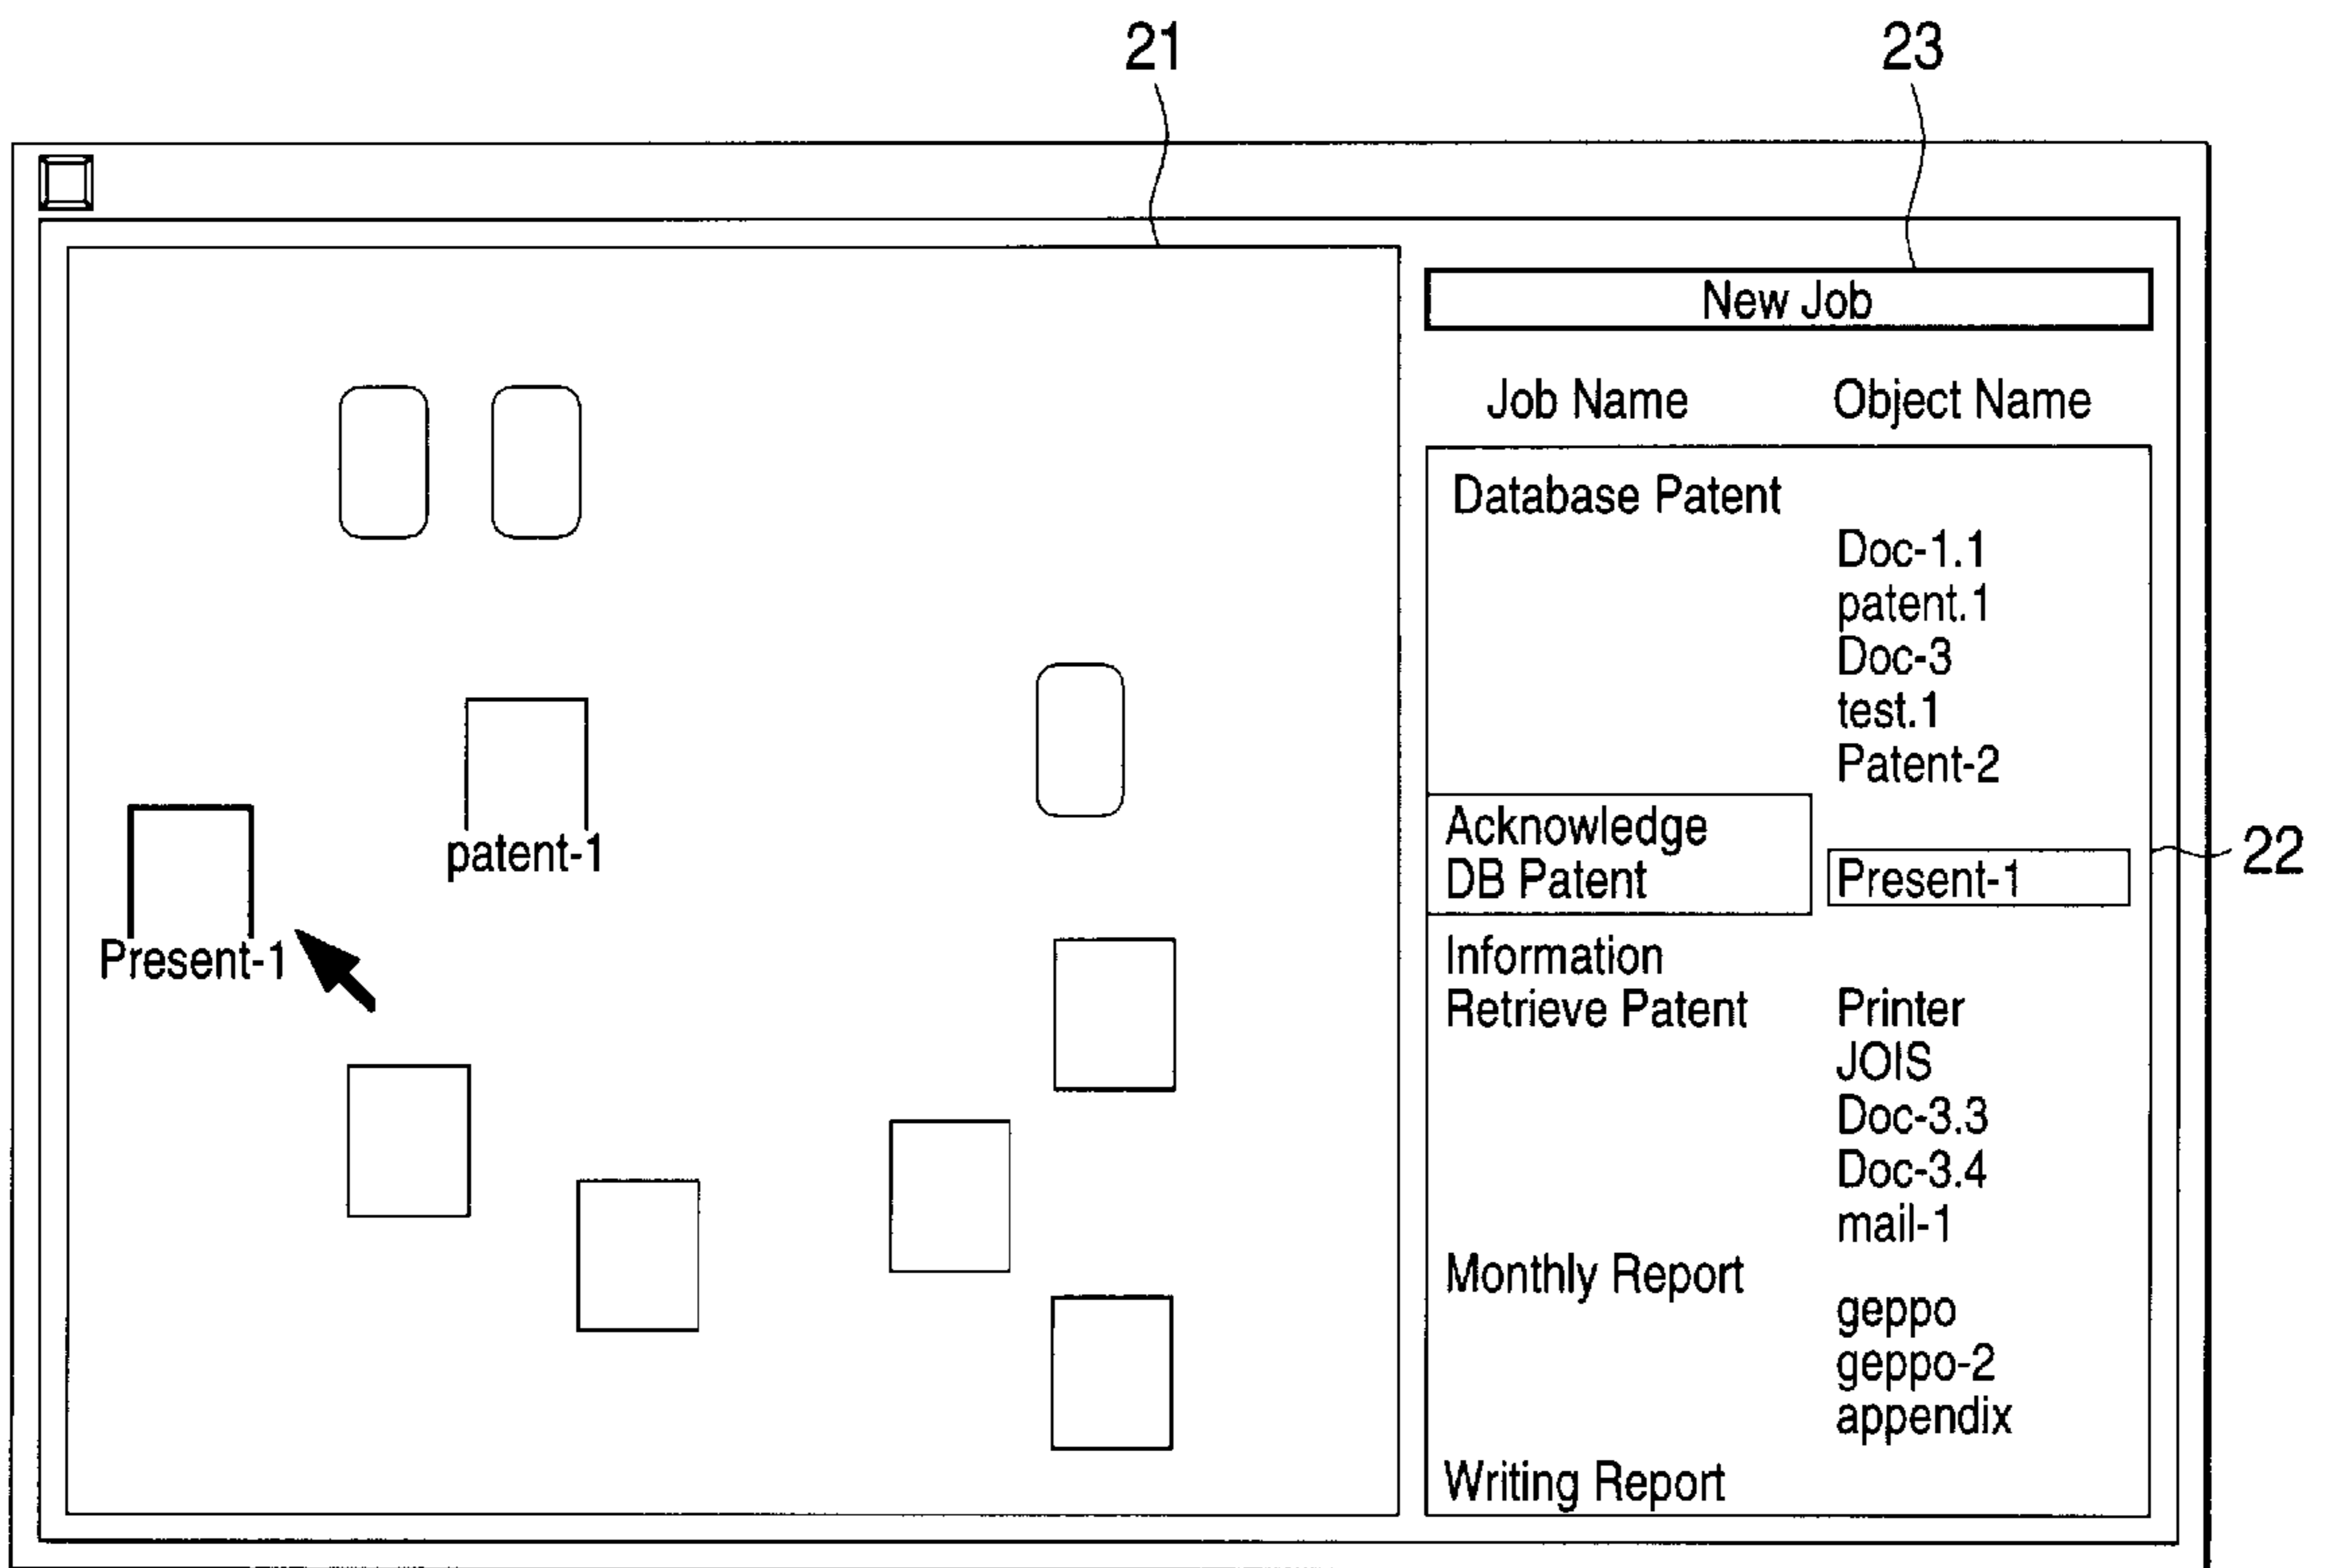 21
23
New Job
Job Name Object Name
Database Patent
Doc-1.1
patent.1
Doc-3
test.1
Patent-2
Acknowledge
DB Patent Present-1
22
Information
Retrieve Patent Printer
JOIS
Doc-3.3
Doc-3.4
mail-1
Monthly Report
geppo
geppo-2
appendix
Writing Report
patent-1
Present-1